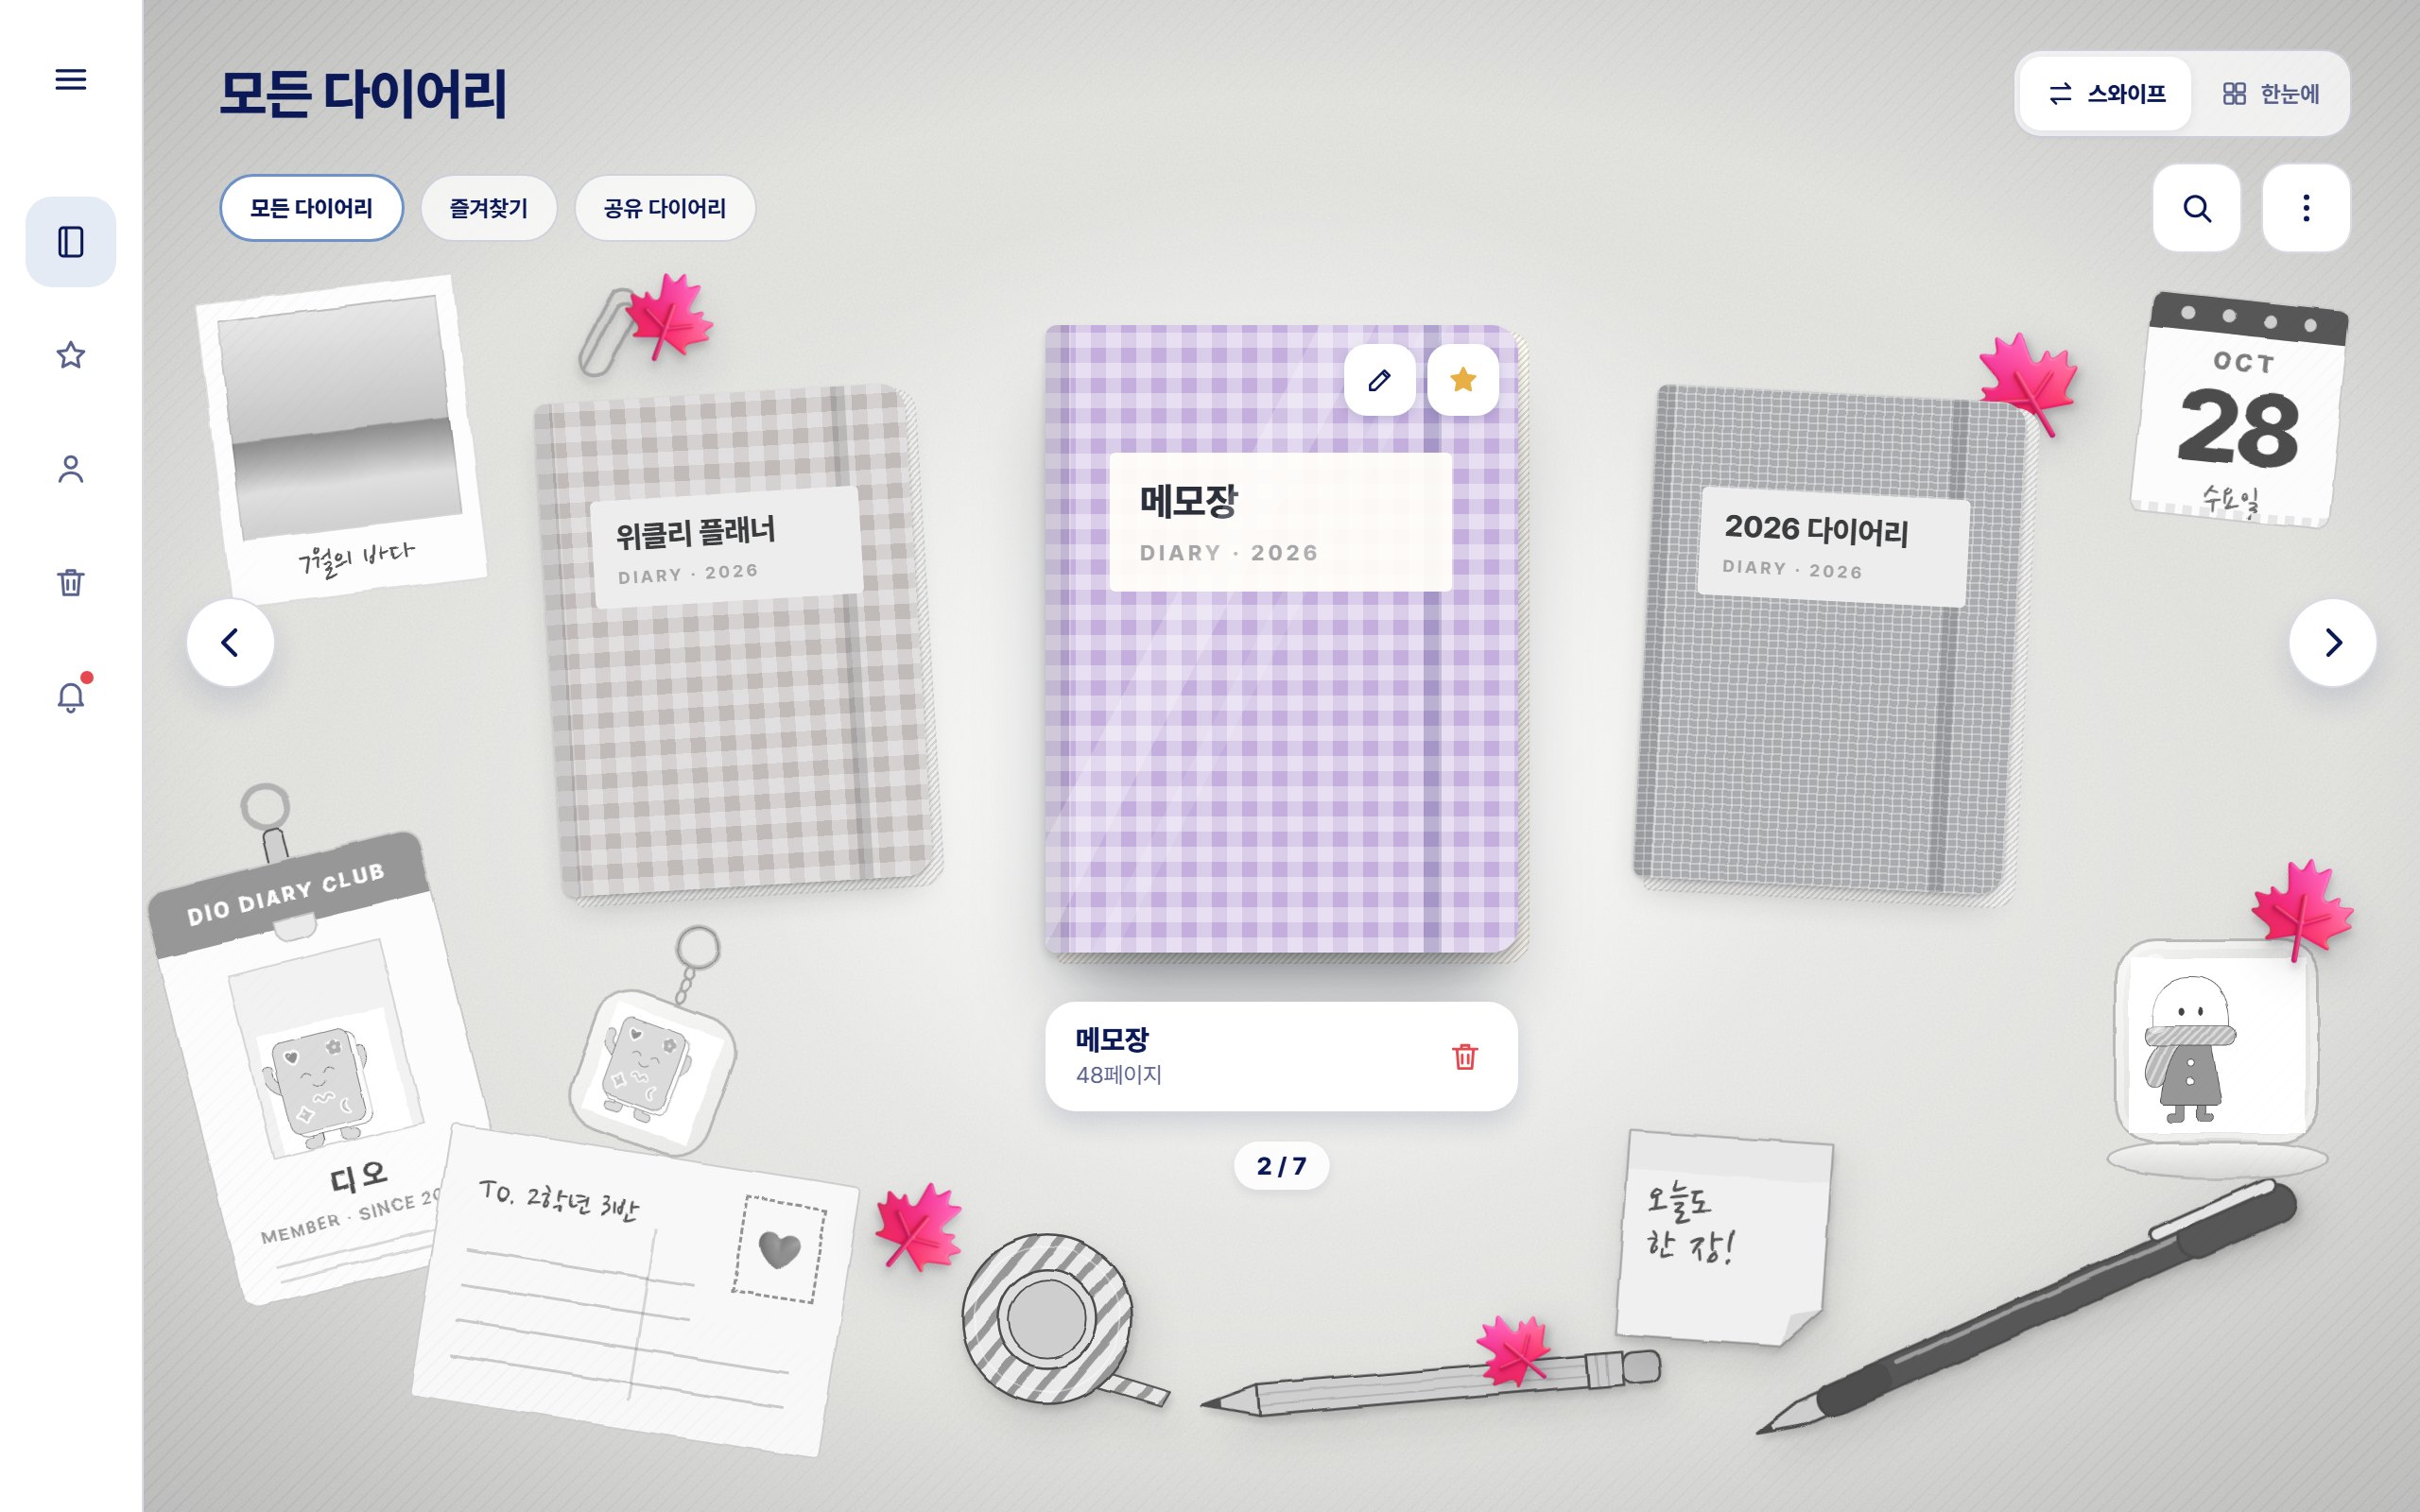 모든 다이어리
스와이프
한눈에
모든 다이어리
즐겨찾기
공유 다이어리
7월의 바다
위클리 플래너
DIARY · 2026
메모장
DIARY · 2026
2026 다이어리
DIARY · 2026
OCT
28
수요일
DIO DIARY CLUB
디오
MEMBER · SINCE 20
TO. 2학년 3반
메모장
48페이지
2 / 7
오늘도
한 장!